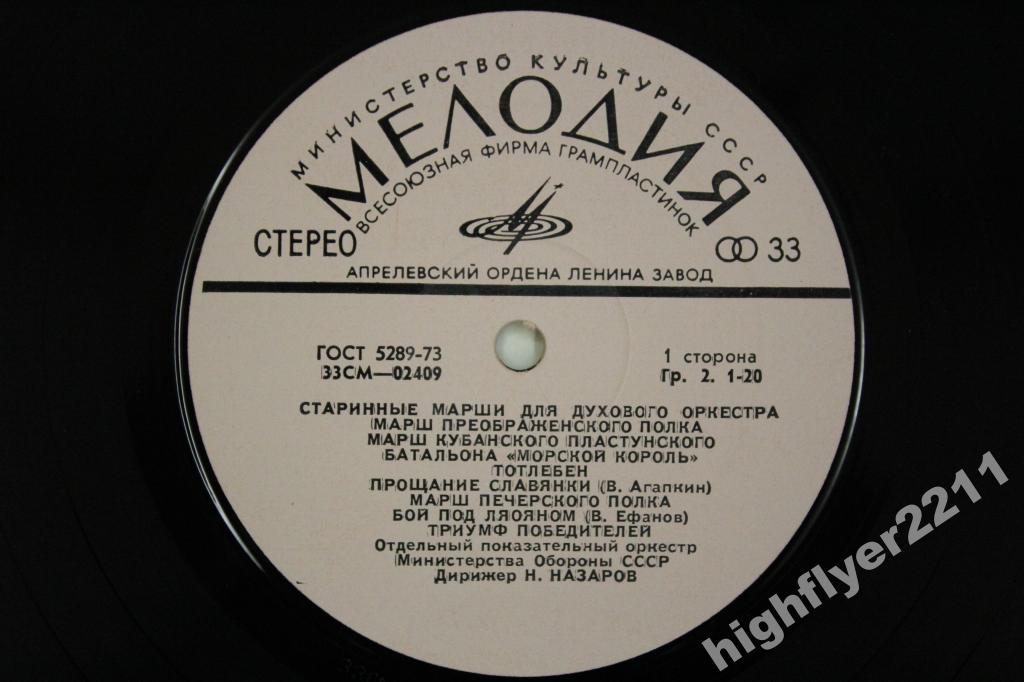 МИНИСТЕРСТВО КУЛЬТУРЫ СССР
МЕЛОДИЯ
ВСЕСОЮЗНАЯ ФИРМА ГРАМПЛАСТИНОК
СТЕРЕО
33
АПРЕЛЕВСКИЙ ОРДЕНА ЛЕНИНА ЗАВОД
ГОСТ 5289-73
33СМ—02409
1 сторона
Гр. 2. 1-20
СТАРИННЫЕ МАРШИ ДЛЯ ДУХОВОГО ОРКЕСТРА
МАРШ ПРЕОБРАЖЕНСКОГО ПОЛКА
МАРШ КУБАНСКОГО ПЛАСТУНСКОГО
БАТАЛЬОНА «МОРСКОЙ КОРОЛЬ»
ТОТЛЕБЕН
ПРОЩАНИЕ СЛАВЯНКИ (В. Агапкин)
МАРШ ПЕЧЕРСКОГО ПОЛКА
БОЙ ПОД ЛЯОЯНОМ (В. Ефанов)
ТРИУМФ ПОБЕДИТЕЛЕЙ
Отдельный показательный оркестр
Министерства Обороны СССР
Дирижер Н. НАЗАРОВ
highflyer2211